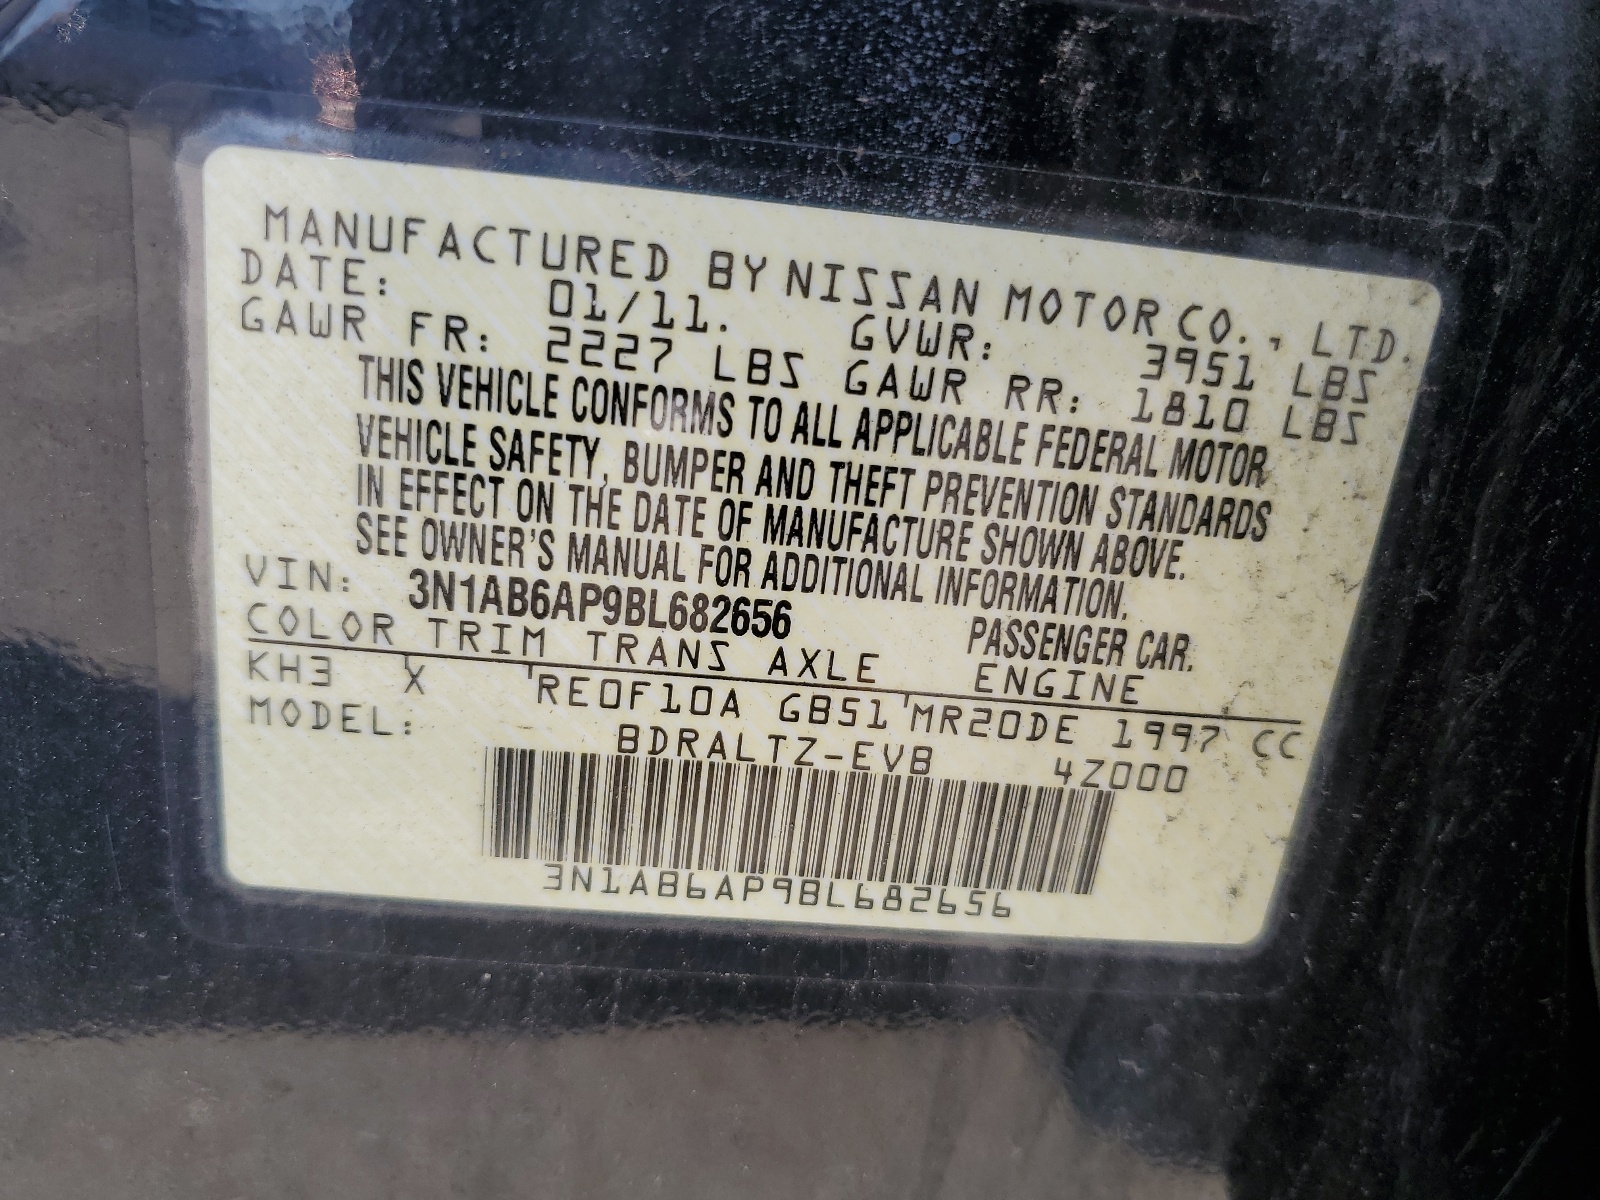 MANUFACTURED BY NISSAN MOTOR CO., LTD.
DATE: 01/11. GVWR: 3951 LBS
GAWR FR: 2227 LBS GAWR RR: 1810 LBS
THIS VEHICLE CONFORMS TO ALL APPLICABLE FEDERAL MOTOR
VEHICLE SAFETY, BUMPER AND THEFT PREVENTION STANDARDS
IN EFFECT ON THE DATE OF MANUFACTURE SHOWN ABOVE.
SEE OWNER'S MANUAL FOR ADDITIONAL INFORMATION.
VIN: 3N1AB6AP9BL682656 PASSENGER CAR.
COLOR TRIM TRANS AXLE ENGINE
KH3 X RE0F10A GB51 MR20DE 1997 CC
MODEL: BDRALTZ-EVB 4Z000
3N1AB6AP9BL682656